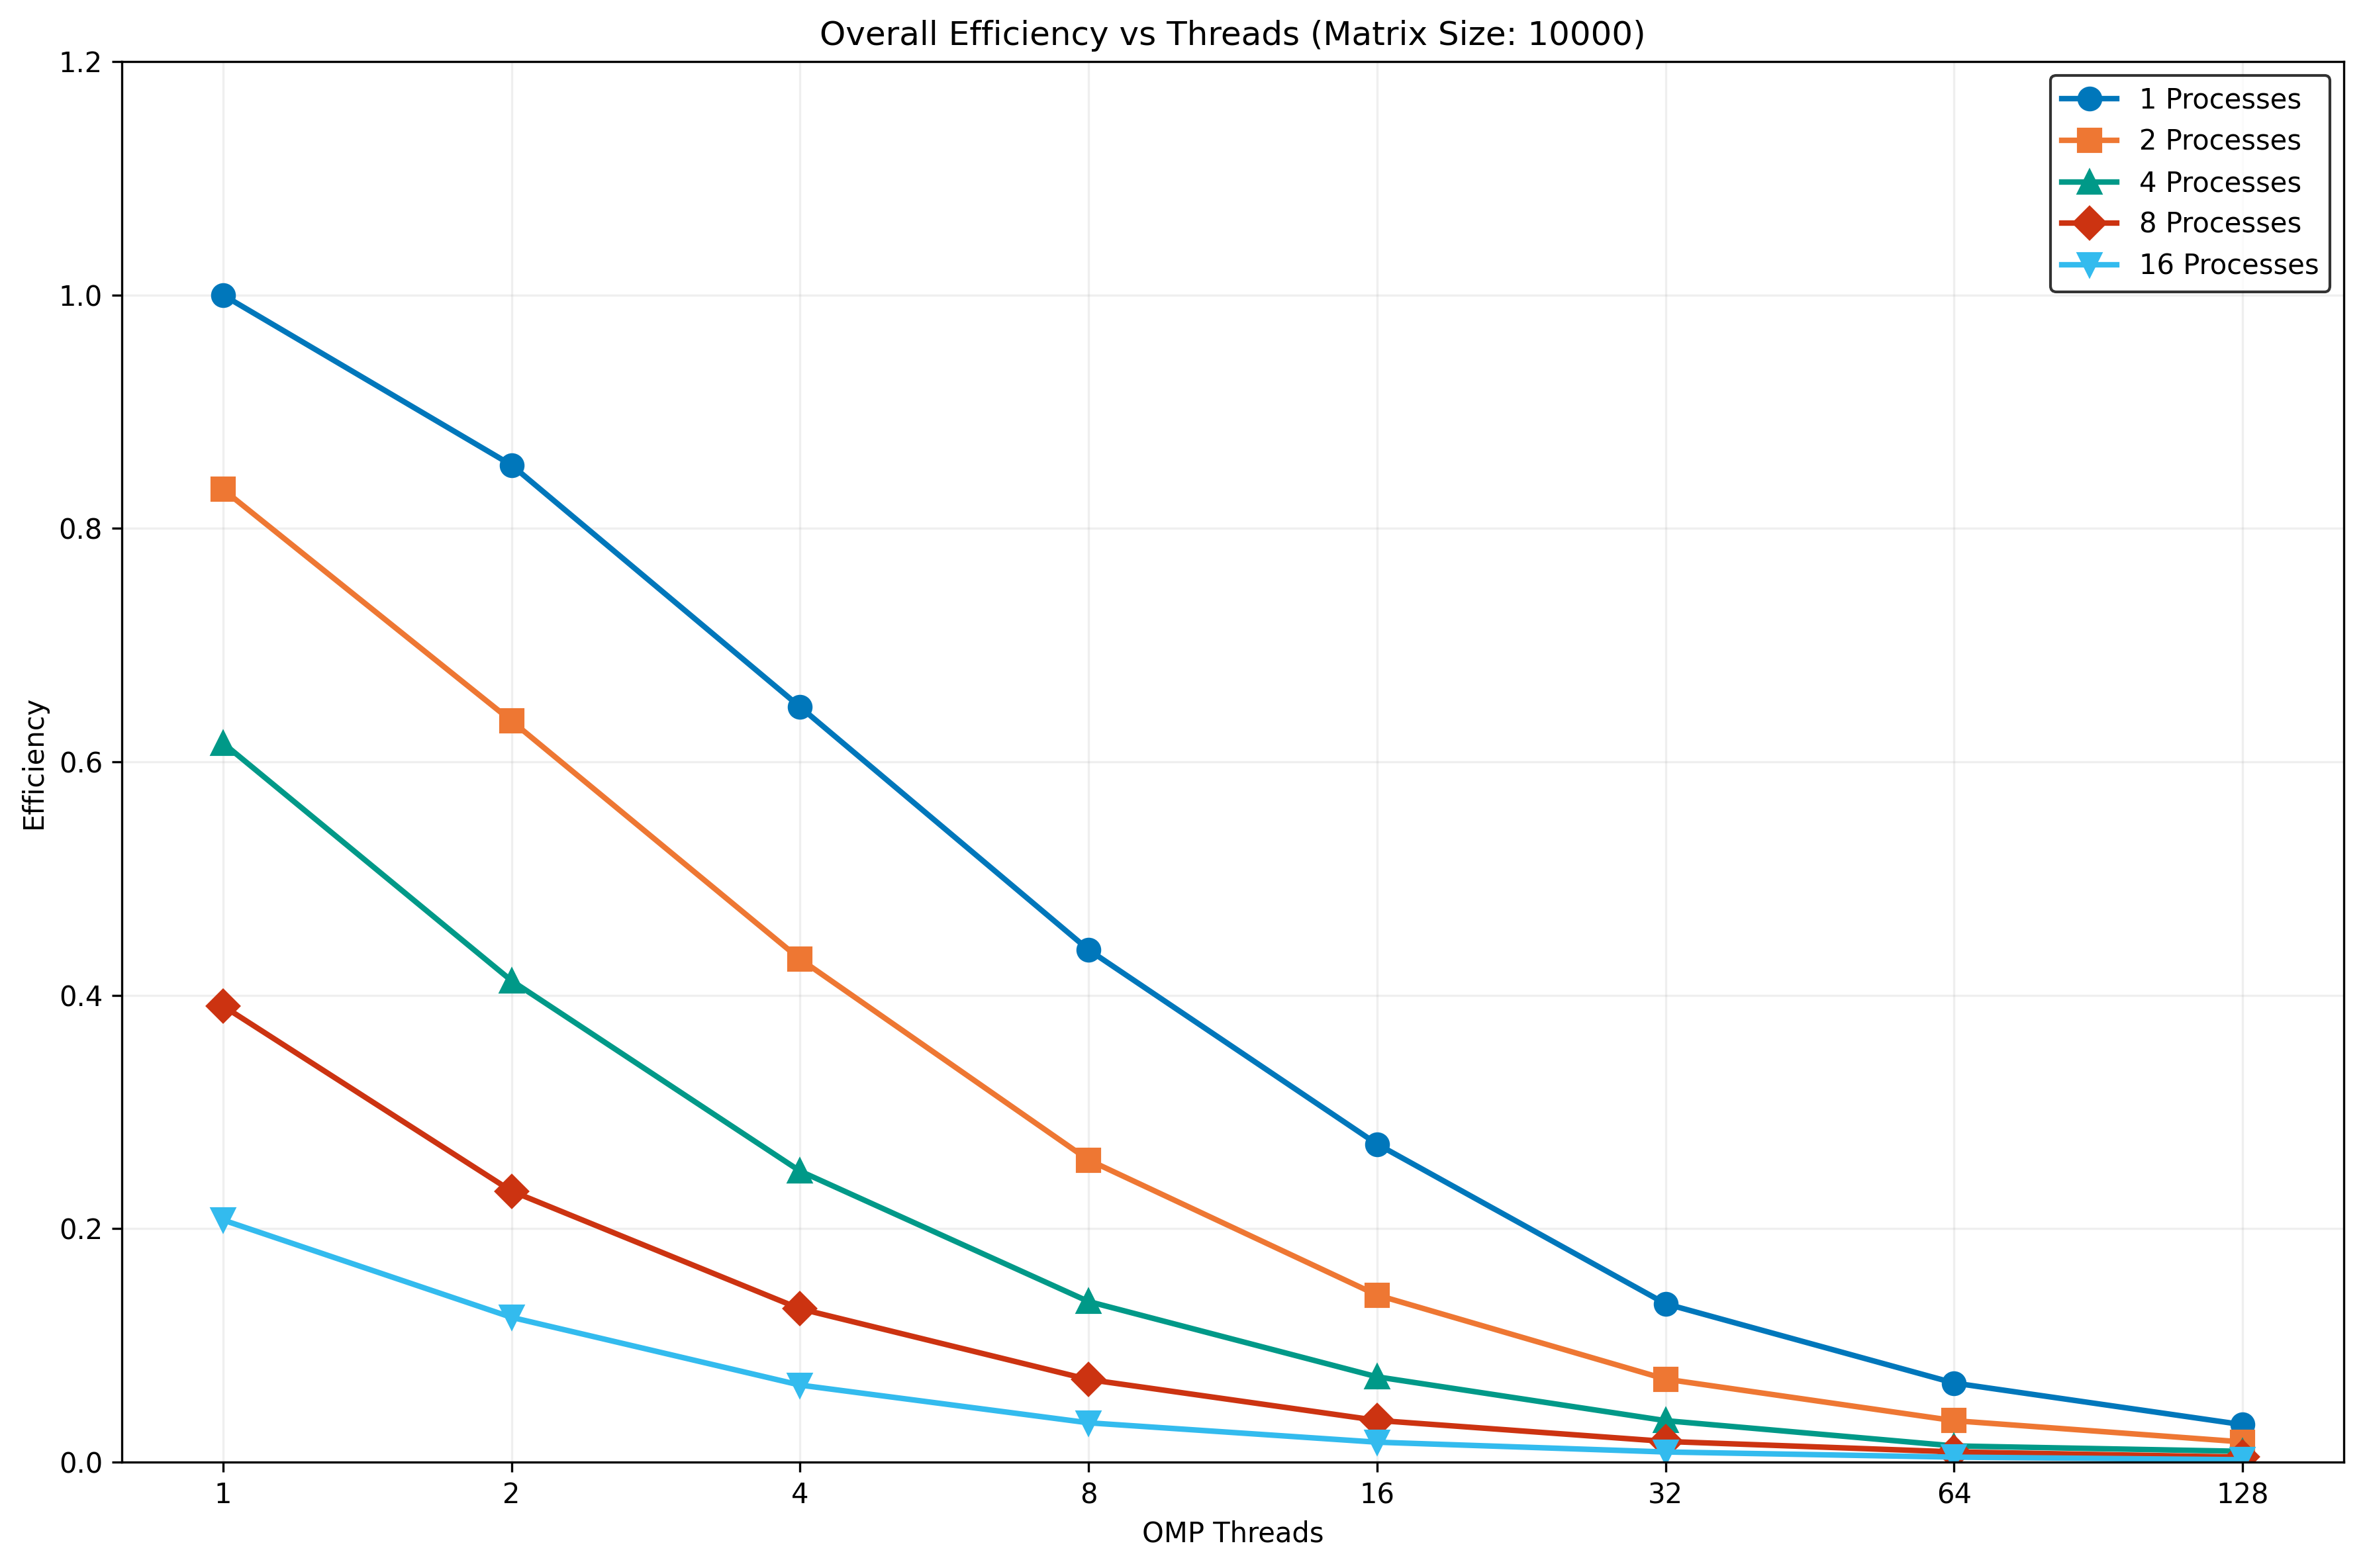 Overall Efficiency vs Threads (Matrix Size: 10000)
1.2
1.0
0.8
0.6
0.4
0.2
0.0
Efficiency
1 Processes
2 Processes
4 Processes
8 Processes
16 Processes
1 2 4 8 16 32 64 128
OMP Threads